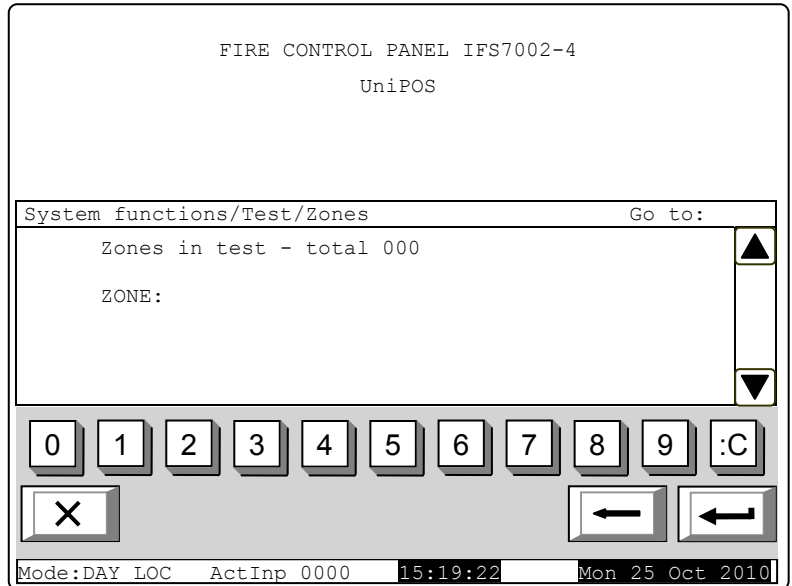 FIRE CONTROL PANEL IFS7002-4
UniPOS
System functions/Test/Zones Go to:
Zones in test - total 000
ZONE:
0 1 2 3 4 5 6 7 8 9 :C
Mode:DAY LOC ActInp 0000 15:19:22 Mon 25 Oct 2010